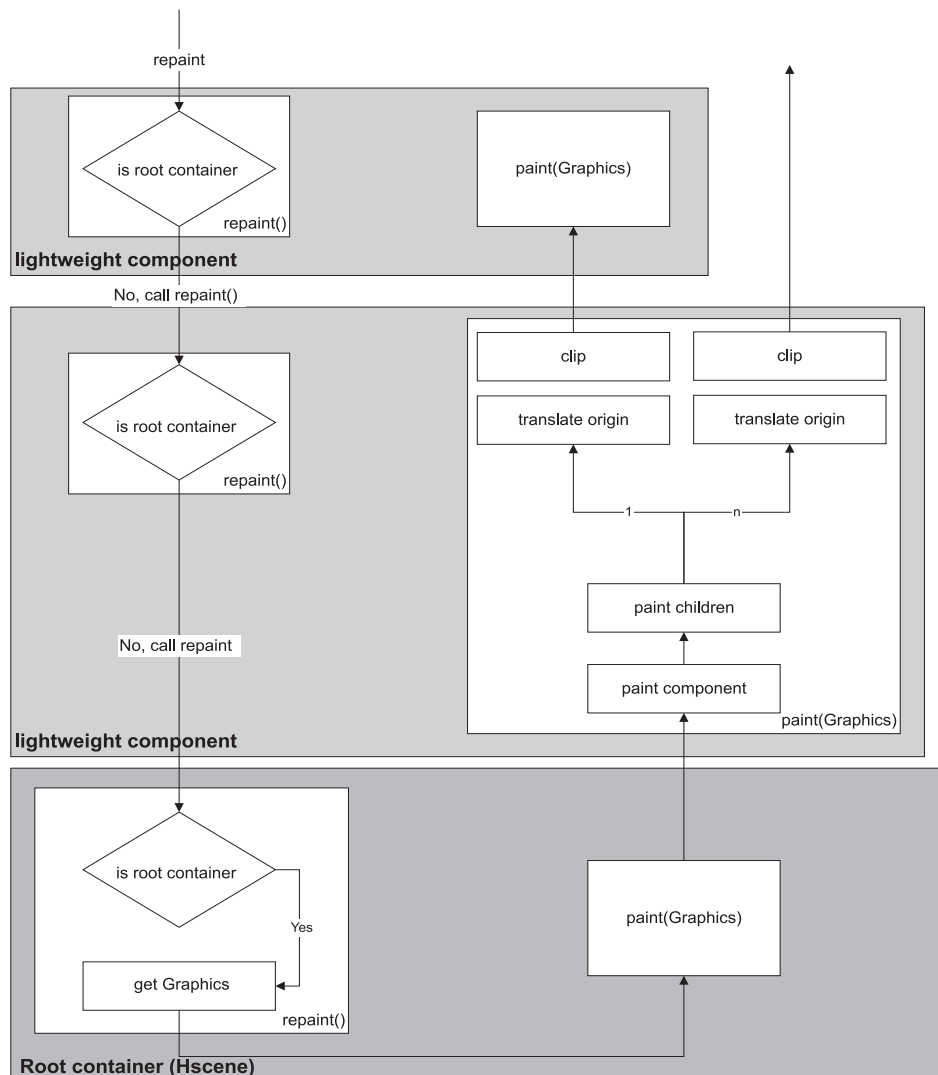 repaint
is root container
paint(Graphics)
repaint()
lightweight component
No, call repaint()
clip
clip
is root container
translate origin
translate origin
repaint()
1
n
paint children
No, call repaint
paint component
paint(Graphics)
lightweight component
is root container
paint(Graphics)
Yes
get Graphics
repaint()
Root container (Hscene)